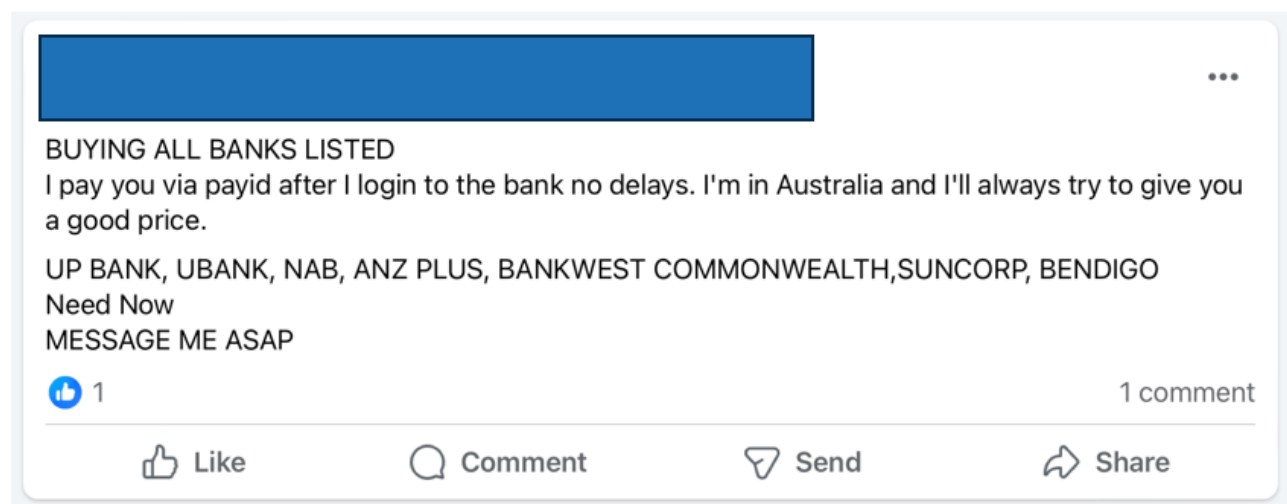 BUYING ALL BANKS LISTED
I pay you via payid after I login to the bank no delays. I'm in Australia and I'll always try to give you
a good price.
UP BANK, UBANK, NAB, ANZ PLUS, BANKWEST COMMONWEALTH,SUNCORP, BENDIGO
Need Now
MESSAGE ME ASAP
1
1 comment
Like
Comment
Send
Share